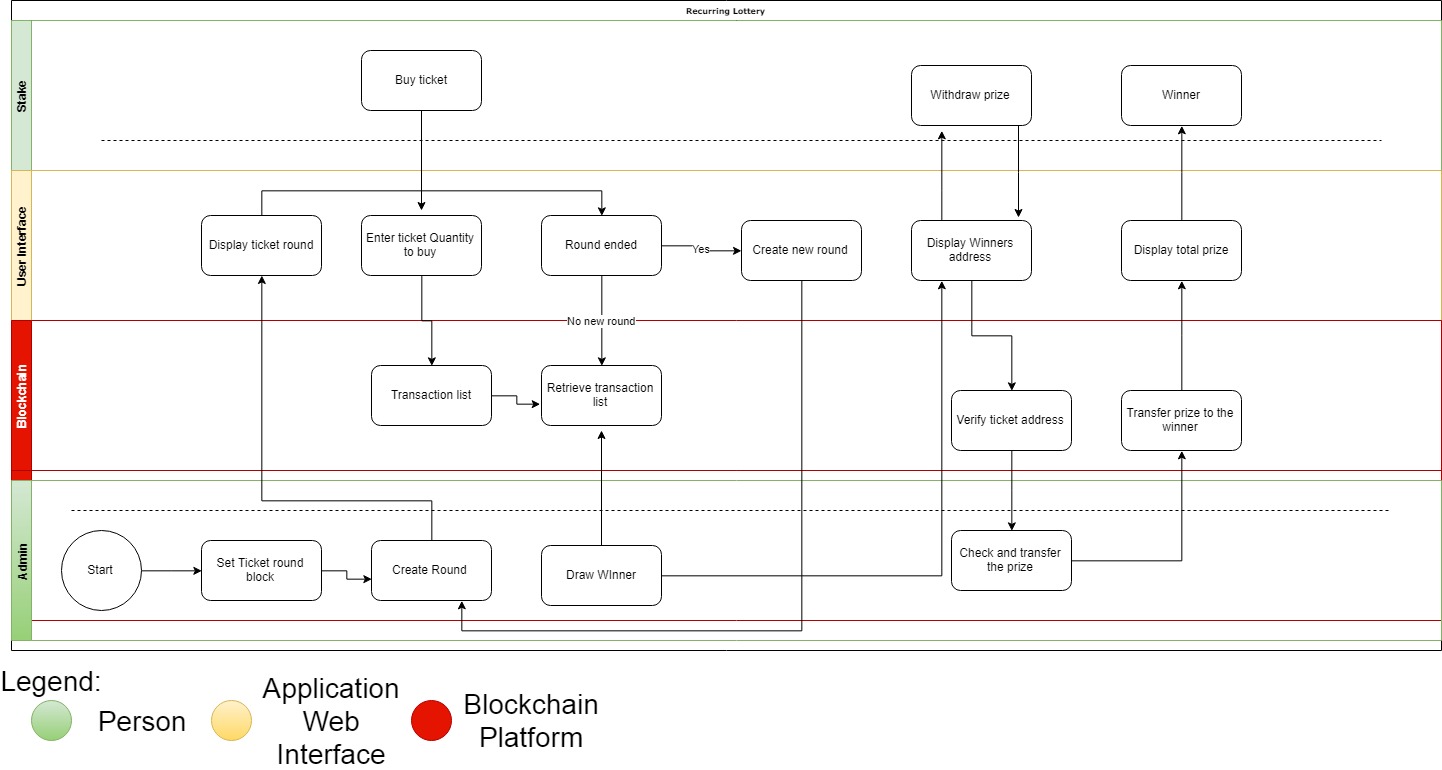 Recurring Lottery
Stake
Buy ticket
Withdraw prize
Winner
User Interface
Display ticket round
Enter ticket Quantity
to buy
Round ended
Yes
Create new round
Display Winners
address
Display total prize
No new round
Blockchain
Transaction list
Retrieve transaction
list
Verify ticket address
Transfer prize to the
winner
Admin
Start
Set Ticket round
block
Create Round
Draw WInner
Check and transfer
the prize
Legend:
Person
Application
Web
Interface
Blockchain
Platform